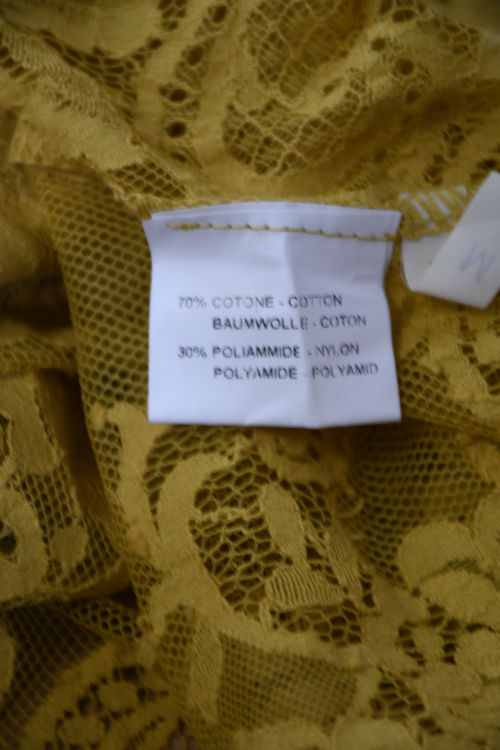 70% COTONE - COTTON
BAUMWOLLE - COTON
30% POLIAMMIDE - NYLON
POLYAMIDE - POLYAMID
M